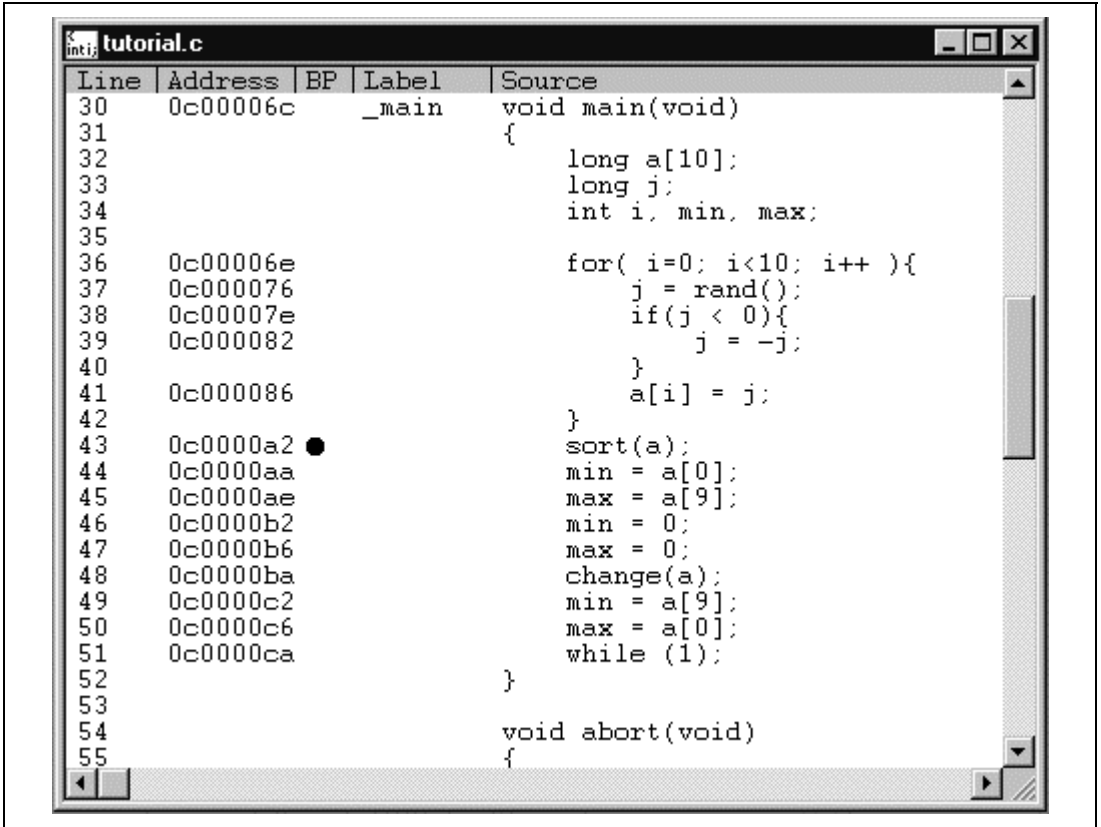 tutorial.c
Line Address BP Label Source
30 0c00006c _main void main(void)
31 {
32 long a[10];
33 long j;
34 int i, min, max;
35
36 0c00006e for( i=0; i<10; i++ ){
37 0c000076 j = rand();
38 0c00007e if(j < 0){
39 0c000082 j = -j;
40 }
41 0c000086 a[i] = j;
42 }
43 0c0000a2 ● sort(a);
44 0c0000aa min = a[0];
45 0c0000ae max = a[9];
46 0c0000b2 min = 0;
47 0c0000b6 max = 0;
48 0c0000ba change(a);
49 0c0000c2 min = a[9];
50 0c0000c6 max = a[0];
51 0c0000ca while (1);
52 }
53
54 void abort(void)
55 {